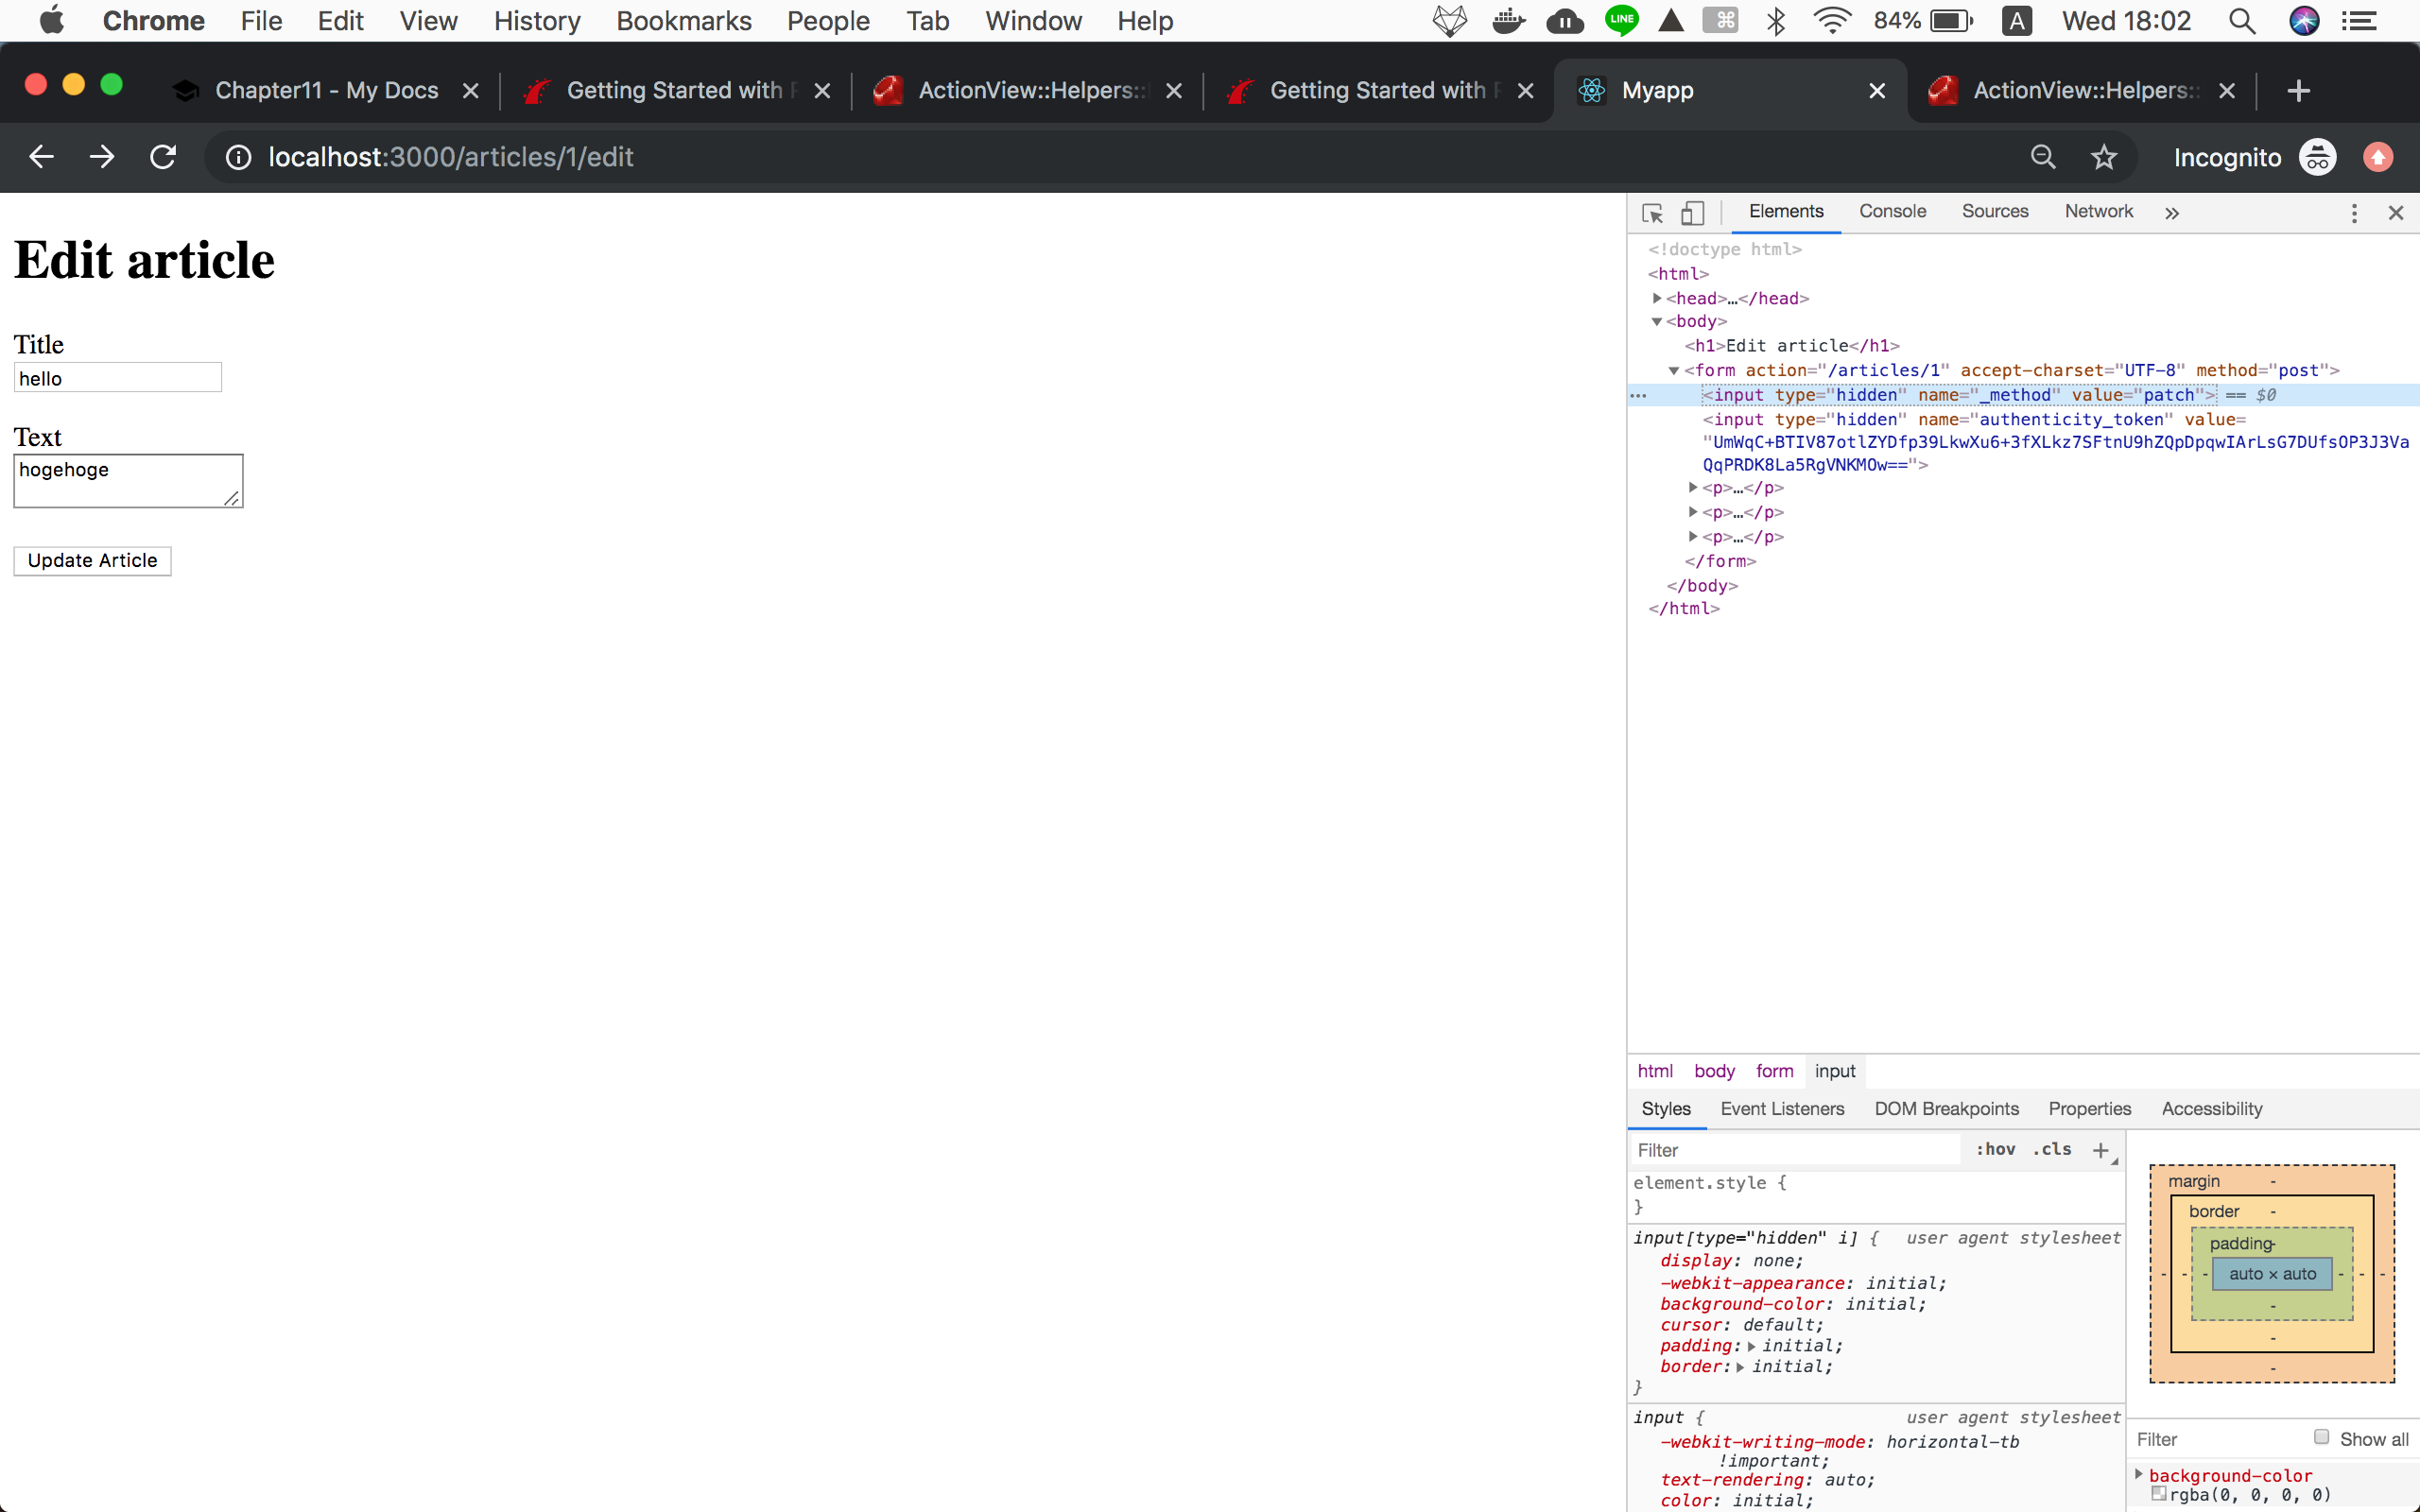 Chrome File Edit View History Bookmarks People Tab Window Help LINE ⌘ 84% A Wed 18:02
Chapter11 - My Docs Getting Started with ActionView::Helpers:: Getting Started with Myapp ActionView::Helpers::
localhost:3000/articles/1/edit Incognito
Edit article
Title
hello
Text
hogehoge
Update Article
Elements Console Sources Network »
<!doctype html>
<html>
<head>…</head>
<body>
<h1>Edit article</h1>
<form action="/articles/1" accept-charset="UTF-8" method="post">
<input type="hidden" name="_method" value="patch"> == $0
<input type="hidden" name="authenticity_token" value=
"UmWqC+BTIV87otlZYDfp39LkwXu6+3fXLkz7SFtnU9hZQpDpqwIArLsG7DUfsOP3J3Va
QqPRDK8La5RgVNKMOw==">
<p>…</p>
<p>…</p>
<p>…</p>
</form>
</body>
</html>
html body form input
Styles Event Listeners DOM Breakpoints Properties Accessibility
Filter :hov .cls +
element.style {
}
input[type="hidden" i] { user agent stylesheet
display: none;
-webkit-appearance: initial;
background-color: initial;
cursor: default;
padding: initial;
border: initial;
}
input { user agent stylesheet
-webkit-writing-mode: horizontal-tb
!important;
text-rendering: auto;
color: initial;
margin -
border -
padding -
- - - auto × auto - - -
-
-
-
Filter Show all
background-color
rgba(0, 0, 0, 0)